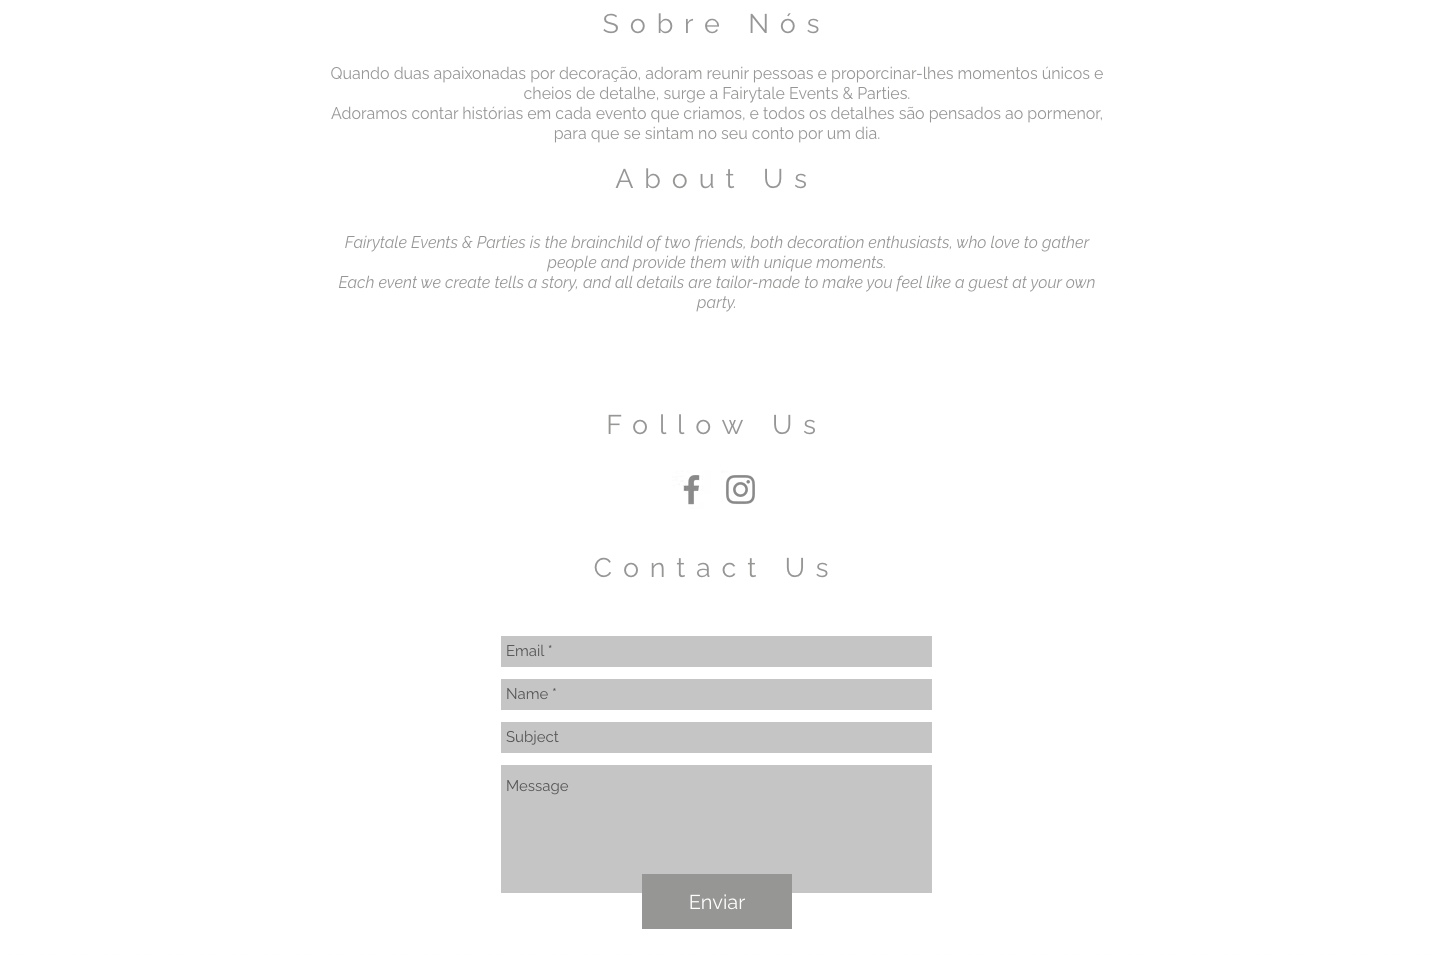 Sobre Nós
Quando duas apaixonadas por decoração, adoram reunir pessoas e proporcinar-lhes momentos únicos e
cheios de detalhe, surge a Fairytale Events & Parties.
Adoramos contar histórias em cada evento que criamos, e todos os detalhes são pensados ao pormenor,
para que se sintam no seu conto por um dia.
About Us
Fairytale Events & Parties is the brainchild of two friends, both decoration enthusiasts, who love to gather
people and provide them with unique moments.
Each event we create tells a story, and all details are tailor-made to make you feel like a guest at your own
party.
Follow Us
Contact Us
Email *
Name *
Subject
Message
Enviar